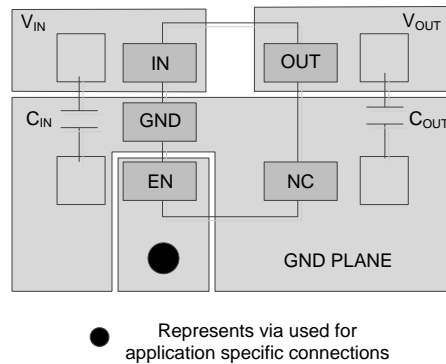 VIN
VOUT
IN
OUT
CIN
GND
COUT
EN
NC
GND PLANE
Represents via used for
application specific connections